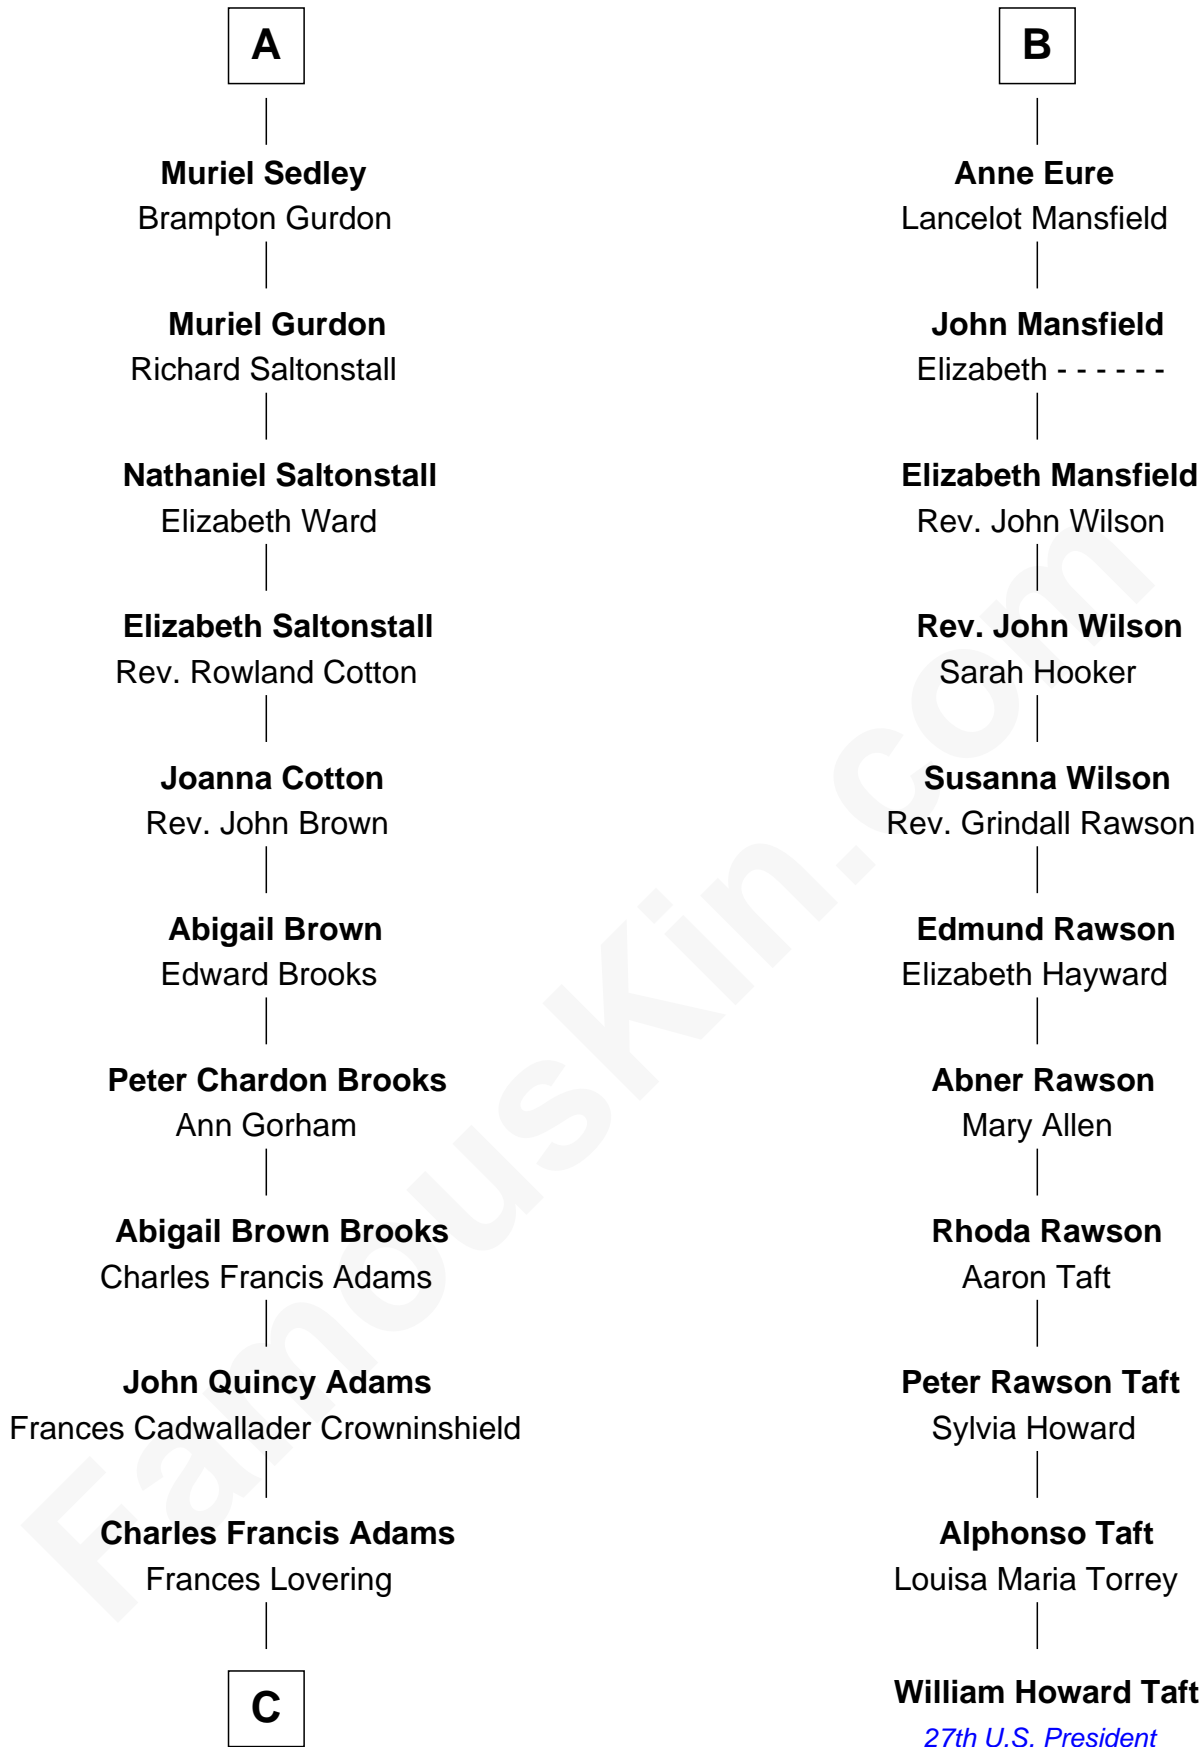 A
Muriel Sedley
Brampton Gurdon
Muriel Gurdon
Richard Saltonstall
Nathaniel Saltonstall
Elizabeth Ward
Elizabeth Saltonstall
Rev. Rowland Cotton
Joanna Cotton
Rev. John Brown
Abigail Brown
Edward Brooks
Peter Chardon Brooks
Ann Gorham
Abigail Brown Brooks
Charles Francis Adams
John Quincy Adams
Frances Cadwallader Crowninshield
Charles Francis Adams
Frances Lovering
C
B
Anne Eure
Lancelot Mansfield
John Mansfield
Elizabeth - - - - - -
Elizabeth Mansfield
Rev. John Wilson
Rev. John Wilson
Sarah Hooker
Susanna Wilson
Rev. Grindall Rawson
Edmund Rawson
Elizabeth Hayward
Abner Rawson
Mary Allen
Rhoda Rawson
Aaron Taft
Peter Rawson Taft
Sylvia Howard
Alphonso Taft
Louisa Maria Torrey
William Howard Taft
27th U.S. President
FamousKin.com